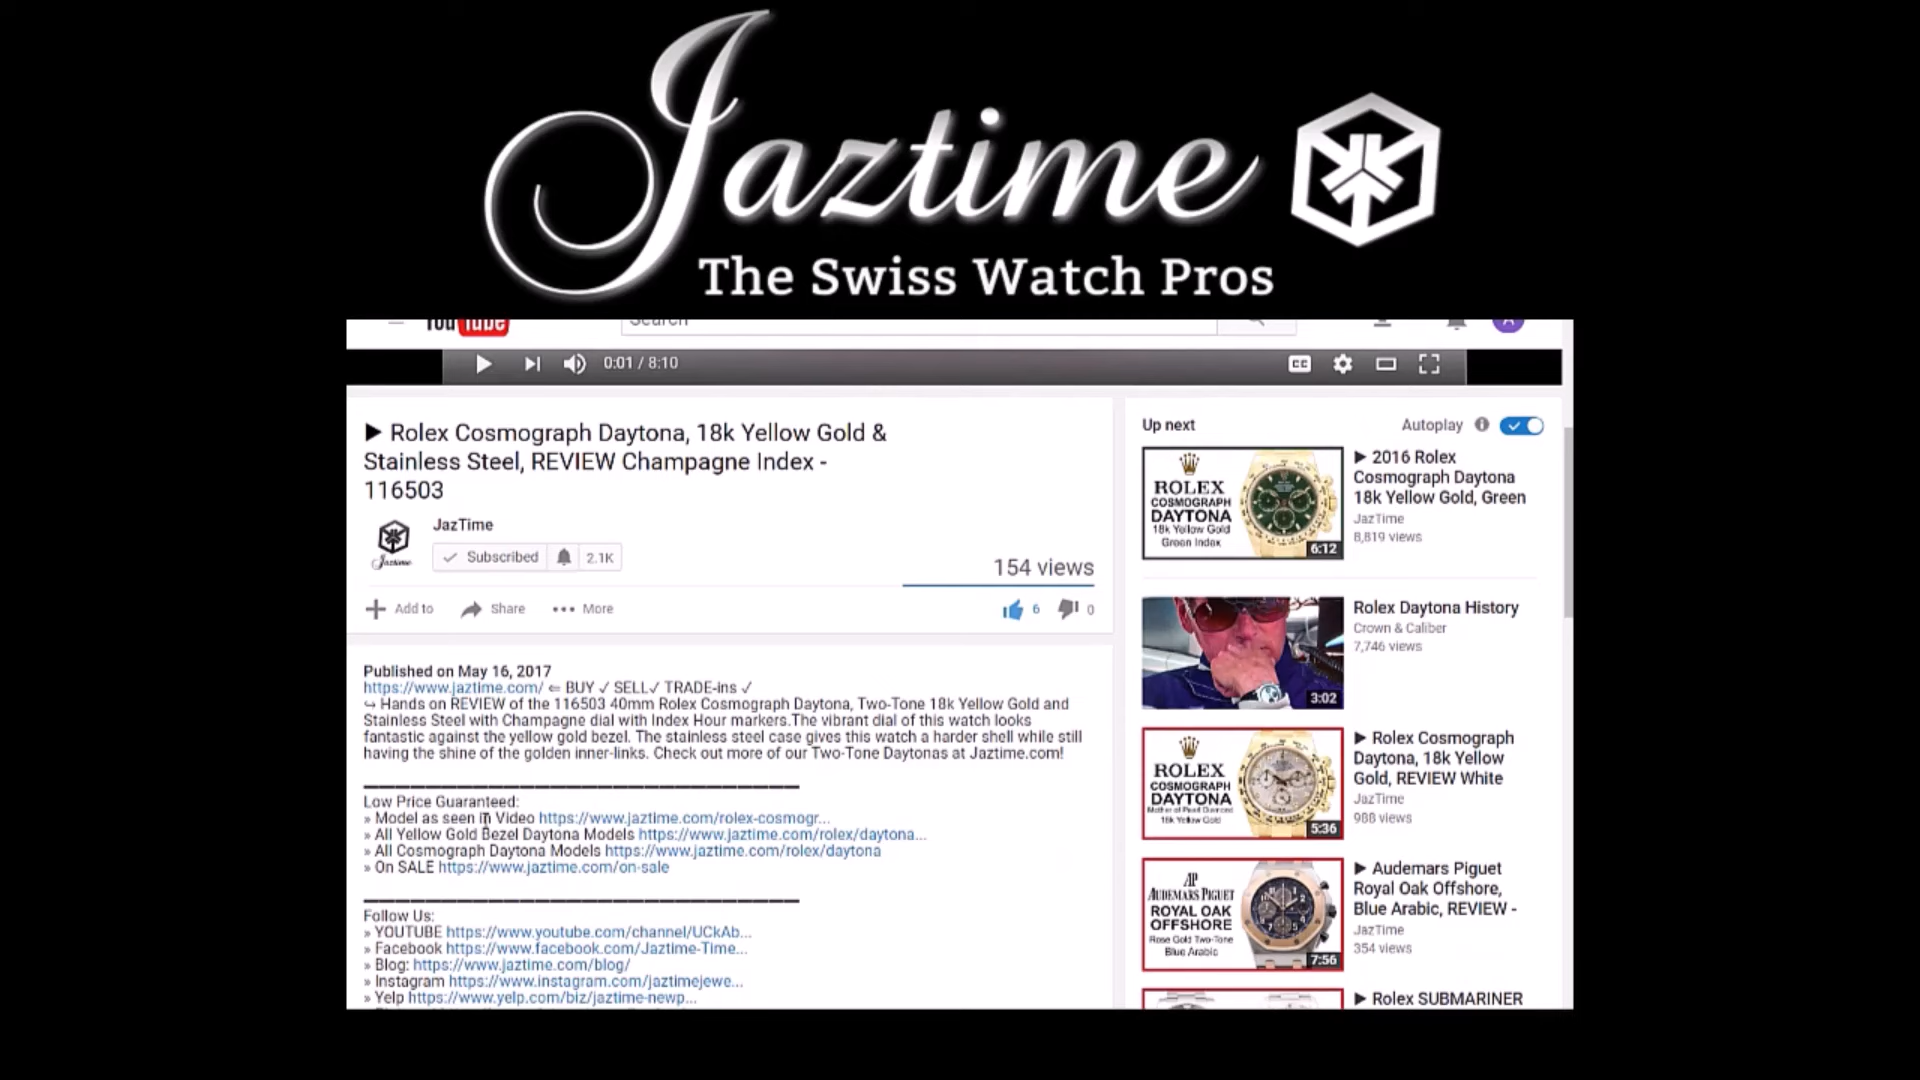 Jaztime
The Swiss Watch Pros
YouTube
Search
0:01 / 8:10
CC
▶ Rolex Cosmograph Daytona, 18k Yellow Gold &
Stainless Steel, REVIEW Champagne Index -
116503
JazTime
Jaztime
Subscribed
2.1K
154 views
Add to
Share
More
6
0
Published on May 16, 2017
https://www.jaztime.com/ ⇐ BUY ✓ SELL✓ TRADE-ins ✓
↪ Hands on REVIEW of the 116503 40mm Rolex Cosmograph Daytona, Two-Tone 18k Yellow Gold and
Stainless Steel with Champagne dial with Index Hour markers.The vibrant dial of this watch looks
fantastic against the yellow gold bezel. The stainless steel case gives this watch a harder shell while still
having the shine of the golden inner-links. Check out more of our Two-Tone Daytonas at Jaztime.com!
Low Price Guaranteed:
» Model as seen in Video https://www.jaztime.com/rolex-cosmogr...
» All Yellow Gold Bezel Daytona Models https://www.jaztime.com/rolex/daytona...
» All Cosmograph Daytona Models https://www.jaztime.com/rolex/daytona
» On SALE https://www.jaztime.com/on-sale
Follow Us:
» YOUTUBE https://www.youtube.com/channel/UCkAb...
» Facebook https://www.facebook.com/Jaztime-Time...
» Blog: https://www.jaztime.com/blog/
» Instagram https://www.instagram.com/jaztimejewe...
» Yelp https://www.yelp.com/biz/jaztime-newp...
Up next
Autoplay
ROLEX
COSMOGRAPH
DAYTONA
18k Yellow Gold
Green Index
6:12
▶ 2016 Rolex
Cosmograph Daytona
18k Yellow Gold, Green
JazTime
8,819 views
3:02
Rolex Daytona History
Crown & Caliber
7,746 views
ROLEX
COSMOGRAPH
DAYTONA
Mother of Pearl Diamond
18k Yellow Gold
5:36
▶ Rolex Cosmograph
Daytona, 18k Yellow
Gold, REVIEW White
JazTime
988 views
AP
AUDEMARS PIGUET
ROYAL OAK
OFFSHORE
Rose Gold Two-Tone
Blue Arabic
7:56
▶ Audemars Piguet
Royal Oak Offshore,
Blue Arabic, REVIEW -
JazTime
354 views
▶ Rolex SUBMARINER